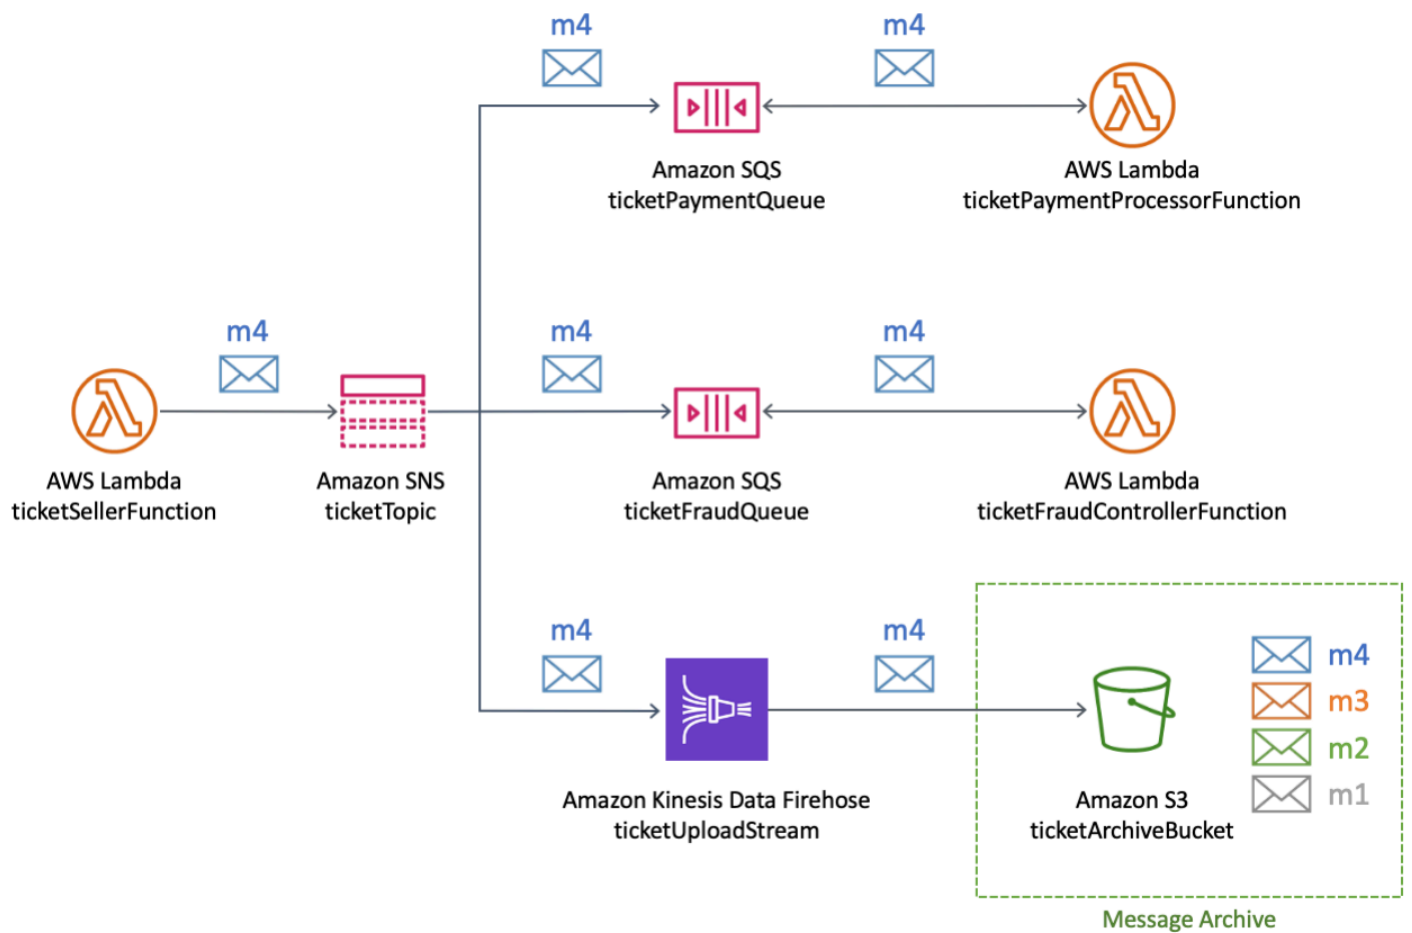 m4
m4
Amazon SQS
ticketPaymentQueue
AWS Lambda
ticketPaymentProcessorFunction
m4
m4
m4
AWS Lambda
ticketSellerFunction
Amazon SNS
ticketTopic
Amazon SQS
ticketFraudQueue
AWS Lambda
ticketFraudControllerFunction
m4
m4
m4
m3
m2
m1
Amazon Kinesis Data Firehose
ticketUploadStream
Amazon S3
ticketArchiveBucket
Message Archive